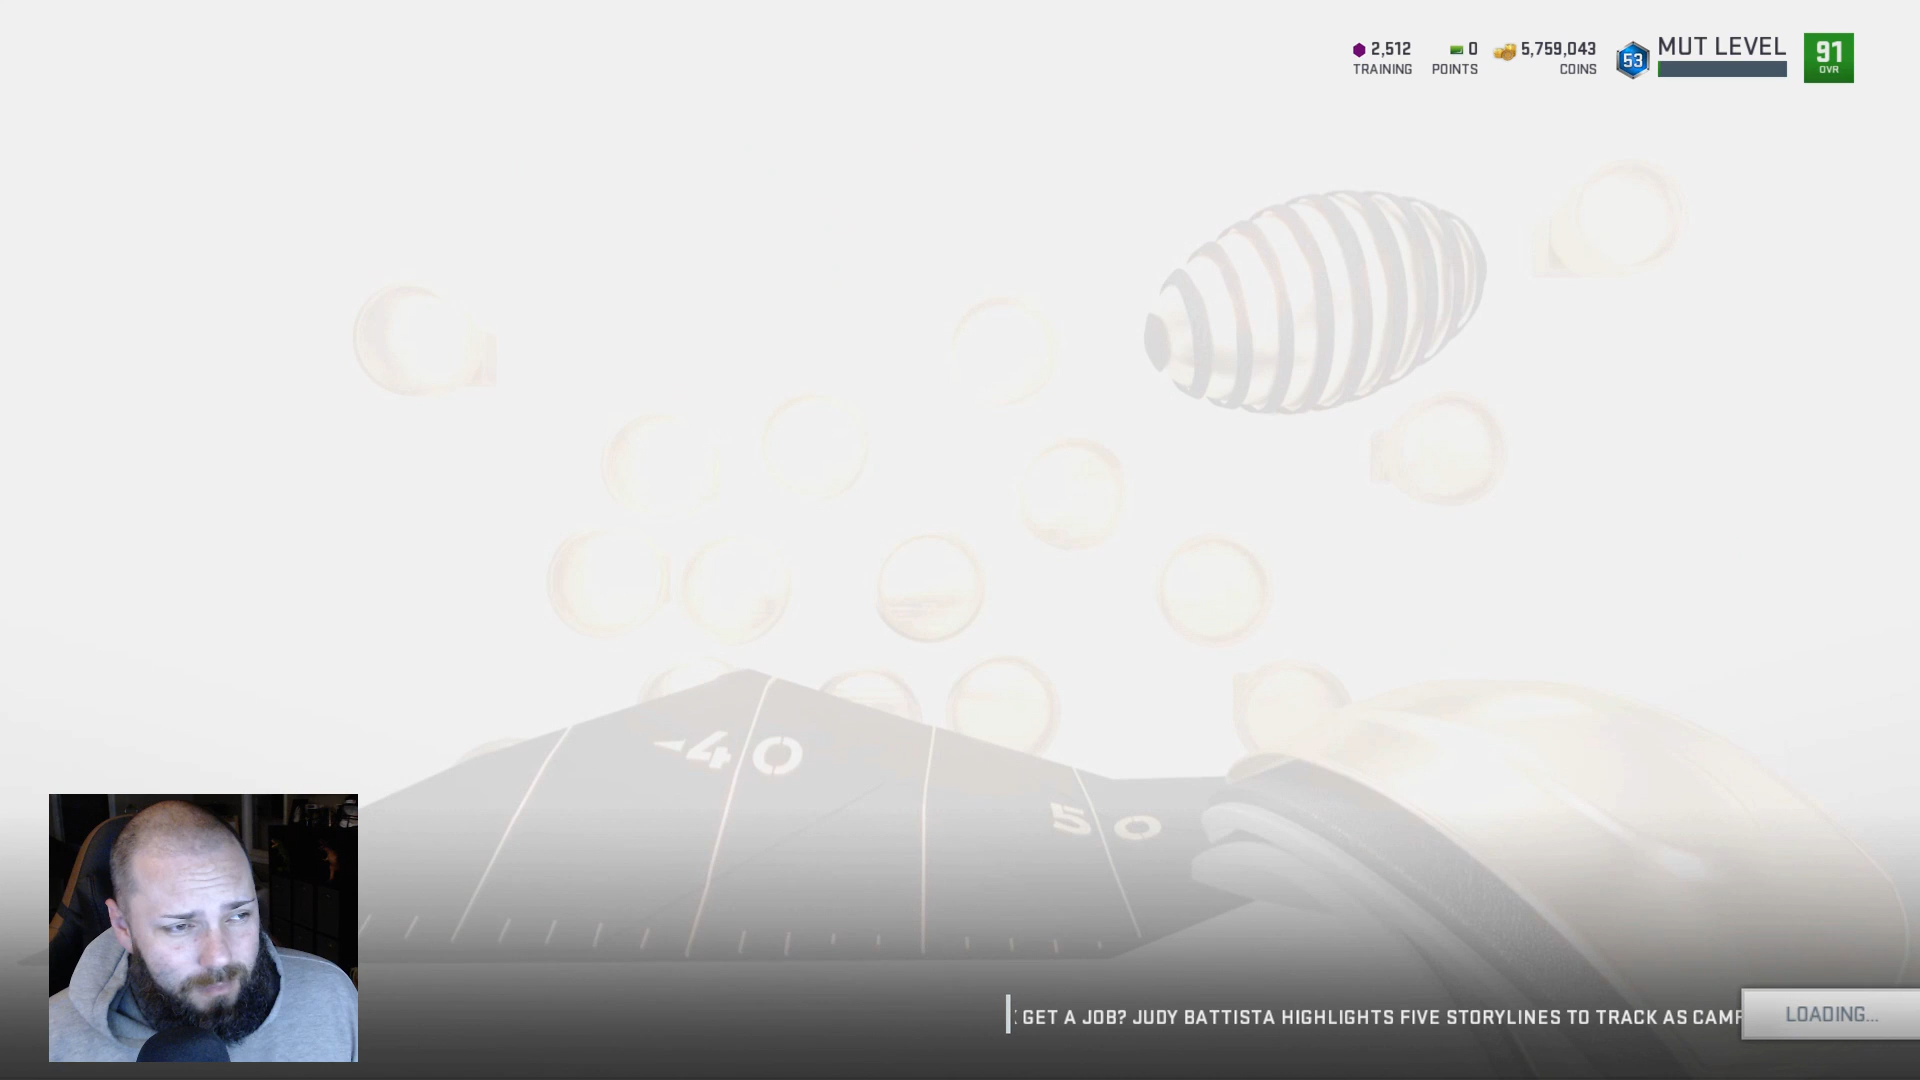 2,512
TRAINING
0
POINTS
5,759,043
COINS
53
MUT LEVEL
91
OVR
40
50
GET A JOB? JUDY BATTISTA HIGHLIGHTS FIVE STORYLINES TO TRACK AS
LOADING...